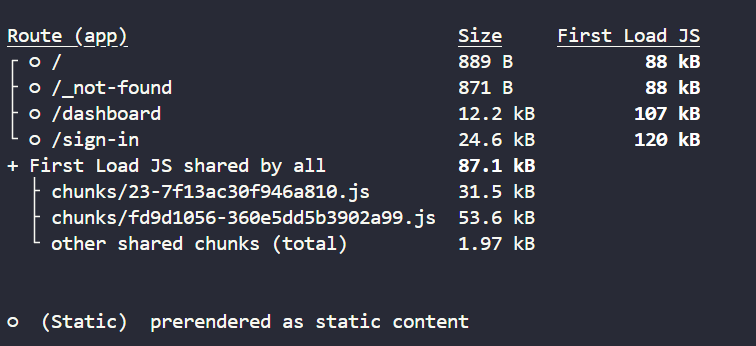 Route (app) Size First Load JS
┌ ○ / 889 B 88 kB
├ ○ /_not-found 871 B 88 kB
├ ○ /dashboard 12.2 kB 107 kB
└ ○ /sign-in 24.6 kB 120 kB
+ First Load JS shared by all 87.1 kB
├ chunks/23-7f13ac30f946a810.js 31.5 kB
├ chunks/fd9d1056-360e5dd5b3902a99.js 53.6 kB
└ other shared chunks (total) 1.97 kB
○ (Static) prerendered as static content